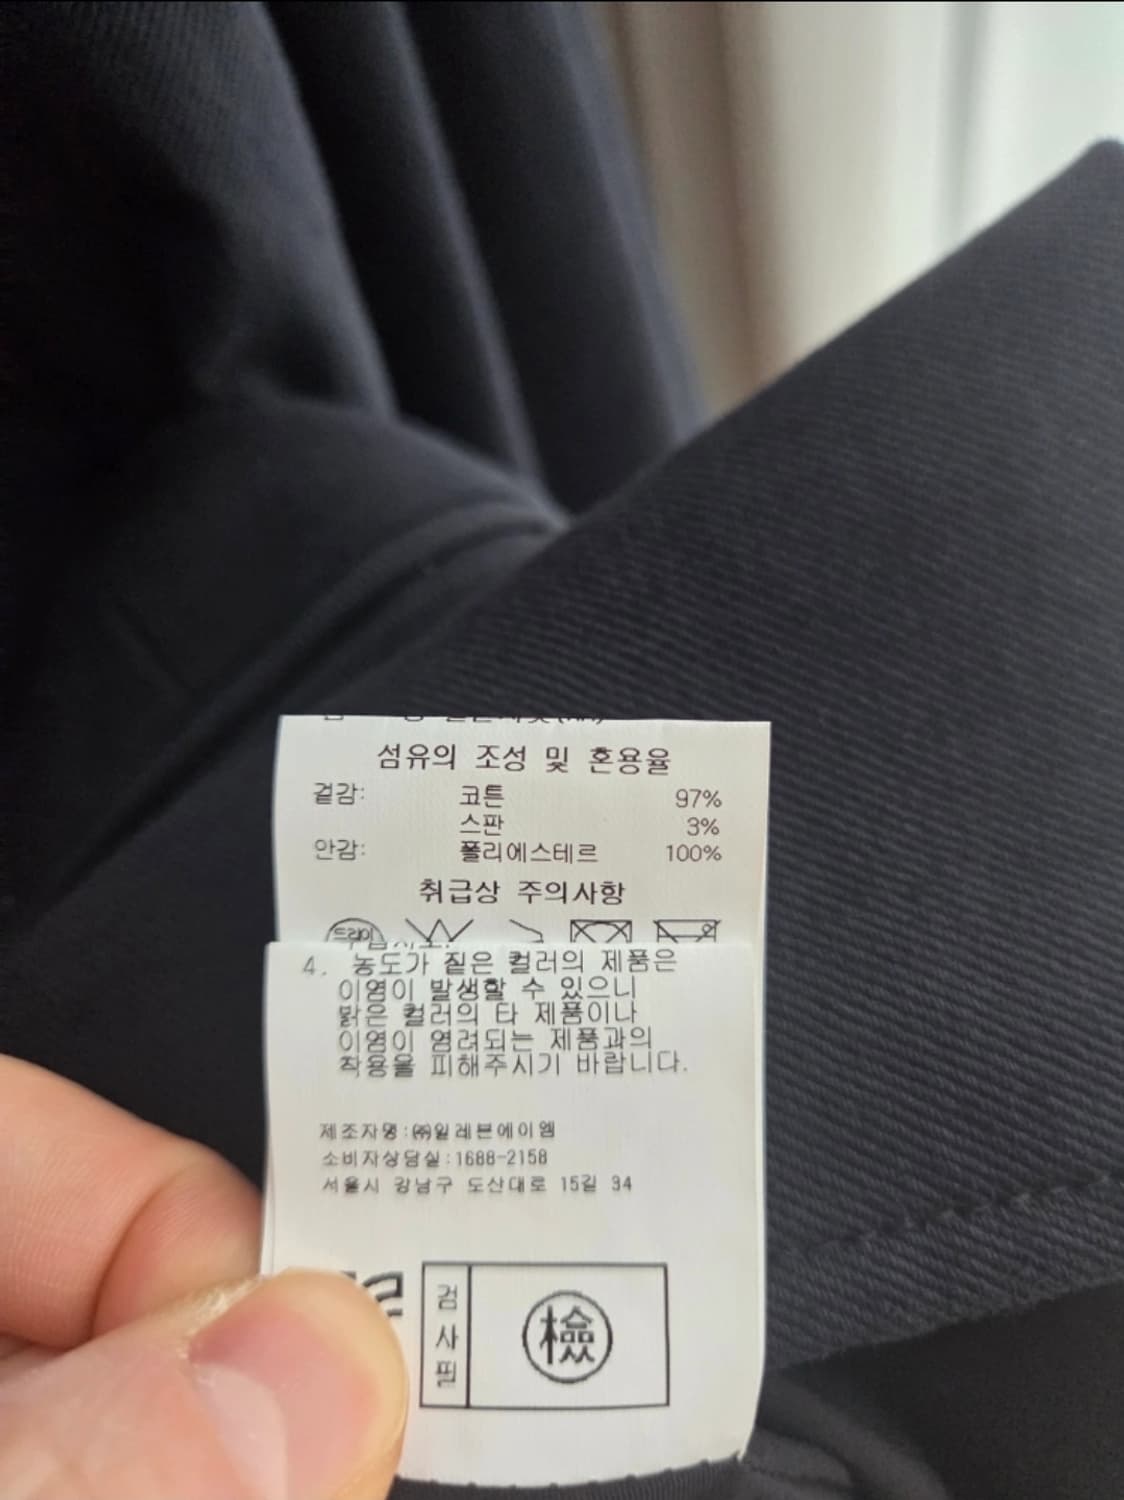 섬유의 조성 및 혼용율
겉감: 코튼 97%
스판 3%
안감: 폴리에스테르 100%
취급상 주의사항
드라이
4. 농도가 짙은 컬러의 제품은
이염이 발생할 수 있으니
밝은 컬러의 타 제품이나
이염이 염려되는 제품과의
착용을 피해주시기 바랍니다.
제조자명:㈜일레븐에이엠
소비자상담실:1688-2158
서울시 강남구 도산대로 15길 34
검사필
檢